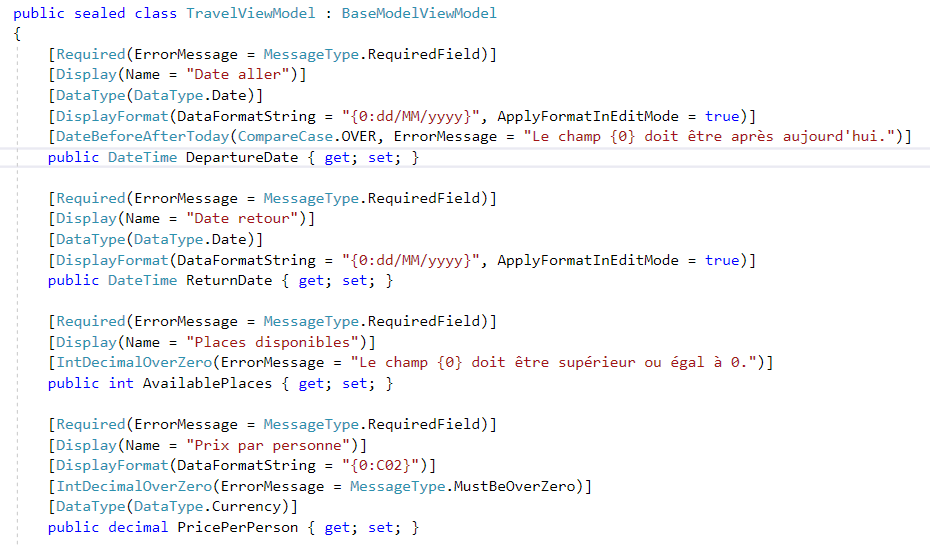 public sealed class TravelViewModel : BaseModelViewModel
{
    [Required(ErrorMessage = MessageType.RequiredField)]
    [Display(Name = "Date aller")]
    [DataType(DataType.Date)]
    [DisplayFormat(DataFormatString = "{0:dd/MM/yyyy}", ApplyFormatInEditMode = true)]
    [DateBeforeAfterToday(CompareCase.OVER, ErrorMessage = "Le champ {0} doit être après aujourd'hui.")]
    public DateTime DepartureDate { get; set; }

    [Required(ErrorMessage = MessageType.RequiredField)]
    [Display(Name = "Date retour")]
    [DataType(DataType.Date)]
    [DisplayFormat(DataFormatString = "{0:dd/MM/yyyy}", ApplyFormatInEditMode = true)]
    public DateTime ReturnDate { get; set; }

    [Required(ErrorMessage = MessageType.RequiredField)]
    [Display(Name = "Places disponibles")]
    [IntDecimalOverZero(ErrorMessage = "Le champ {0} doit être supérieur ou égal à 0.")]
    public int AvailablePlaces { get; set; }

    [Required(ErrorMessage = MessageType.RequiredField)]
    [Display(Name = "Prix par personne")]
    [DisplayFormat(DataFormatString = "{0:C02}")]
    [IntDecimalOverZero(ErrorMessage = MessageType.MustBeOverZero)]
    [DataType(DataType.Currency)]
    public decimal PricePerPerson { get; set; }